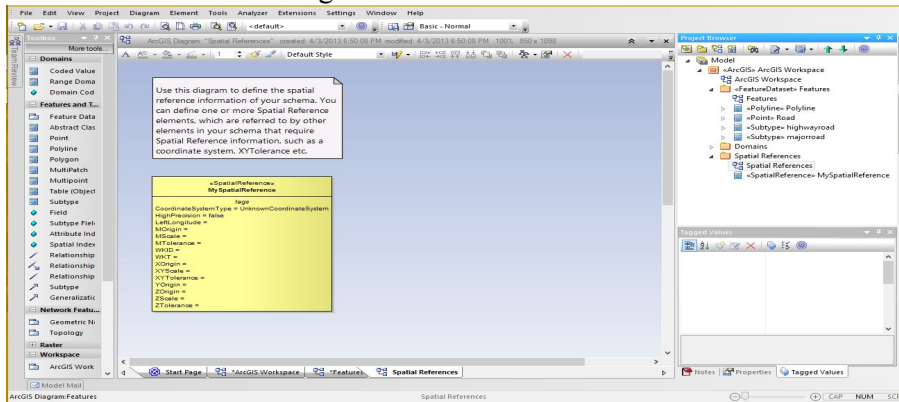 File Edit View Project Diagram Element Tools Analyzer Extensions Settings Window Help
<default>
Basic - Normal
Toolbox
More tools...
Domains
Coded Value
Range Doma
Domain Cod
Features and T...
Feature Data
Abstract Clas
Point
Polyline
Polygon
MultiPatch
Multipoint
Table (Object
Subtype
Field
Subtype Field
Attribute Ind
Spatial Index
Relationship
Relationship
Relationship
Subtype
Generalizatic
Network Featu...
Geometric N
Topology
Raster
Workspace
ArcGIS Work
Team Review
ArcGIS Diagram: "Spatial References" created: 4/3/2013 6:50:08 PM modified: 4/3/2013 6:50:08 PM 100% 850 x 1098
1
Default Style
Use this diagram to define the spatial
reference information of your schema. You
can define one or more Spatial Reference
elements, which are referred to by other
elements in your schema that require
Spatial Reference information, such as a
coordinate system, XYTolerance etc.
«SpatialReference»
MySpatialReference
tags
CoordinateSystemType = UnknownCoordinateSystem
HighPrecision = false
LeftLongitude =
MOrigin =
MScale =
MTolerance =
WKID =
WKT =
XOrigin =
XYScale =
XYTolerance =
YOrigin =
ZOrigin =
ZScale =
ZTolerance =
Start Page *ArcGIS Workspace *Features Spatial References
Project Browser
Model
«ArcGIS» ArcGIS Workspace
ArcGIS Workspace
«FeatureDataset» Features
Features
«Polyline» Polyline
«Point» Road
«Subtype» highwayroad
«Subtype» majorroad
Domains
Spatial References
Spatial References
«SpatialReference» MySpatialReference
Tagged Values
Notes Properties Tagged Values
Model Mail
ArcGIS Diagram:Features Spatial References CAP NUM SC